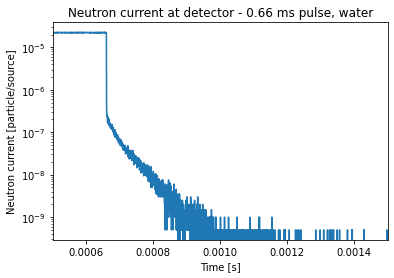 Neutron current at detector - 0.66 ms pulse, water
Neutron current [particle/source]
10⁻⁵
10⁻⁶
10⁻⁷
10⁻⁸
10⁻⁹
0.0006 0.0008 0.0010 0.0012 0.0014
Time [s]